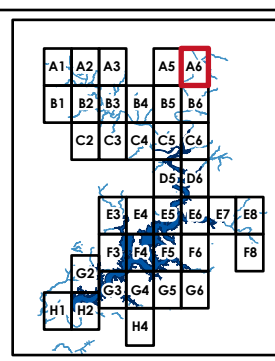 A1 A2 A3 A5 A6
B1 B2 B3 B4 B5 B6
C2 C3 C4 C5 C6
D5 D6
E3 E4 E5 E6 E7 E8
F3 F4 F5 F6 F8
G2 G3 G4 G5 G6
H1 H2 H4